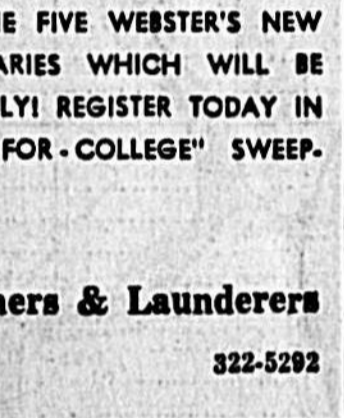 E FIVE WEBSTER'S NEW
ARIES WHICH WILL BE
LY! REGISTER TODAY IN
FOR-COLLEGE" SWEEP-
ners & Launderers
322-5292